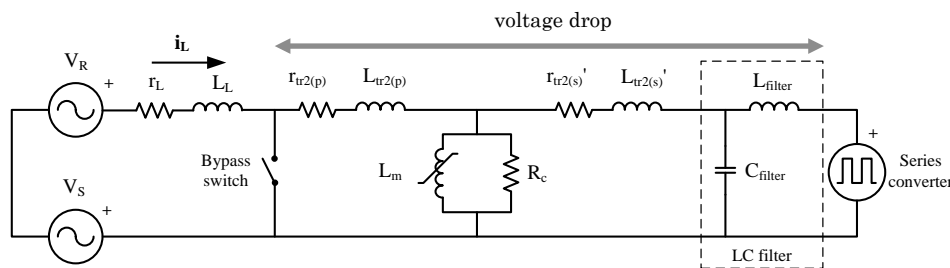 voltage drop
i_L
V_R
+
r_L
L_L
r_tr2(p)
L_tr2(p)
r_tr2(s)'
L_tr2(s)'
L_filter
Bypass
switch
L_m
R_c
C_filter
+
Series
converter
V_S
+
LC filter